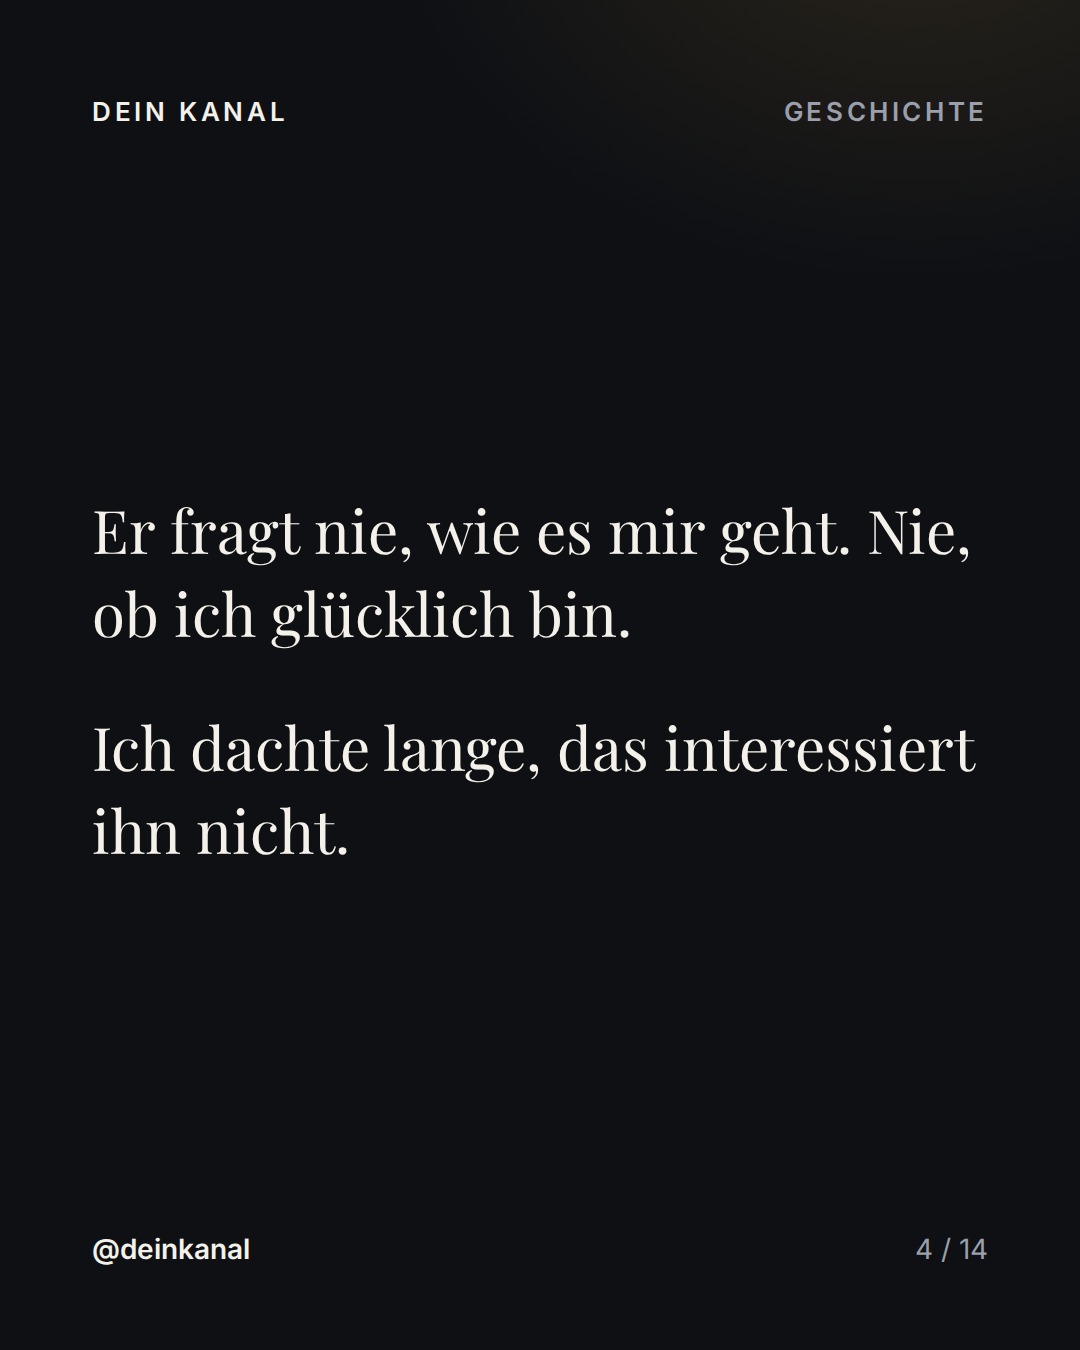 DEIN KANAL
GESCHICHTE
Er fragt nie, wie es mir geht. Nie,
ob ich glücklich bin.
Ich dachte lange, das interessiert
ihn nicht.
@deinkanal
4 / 14